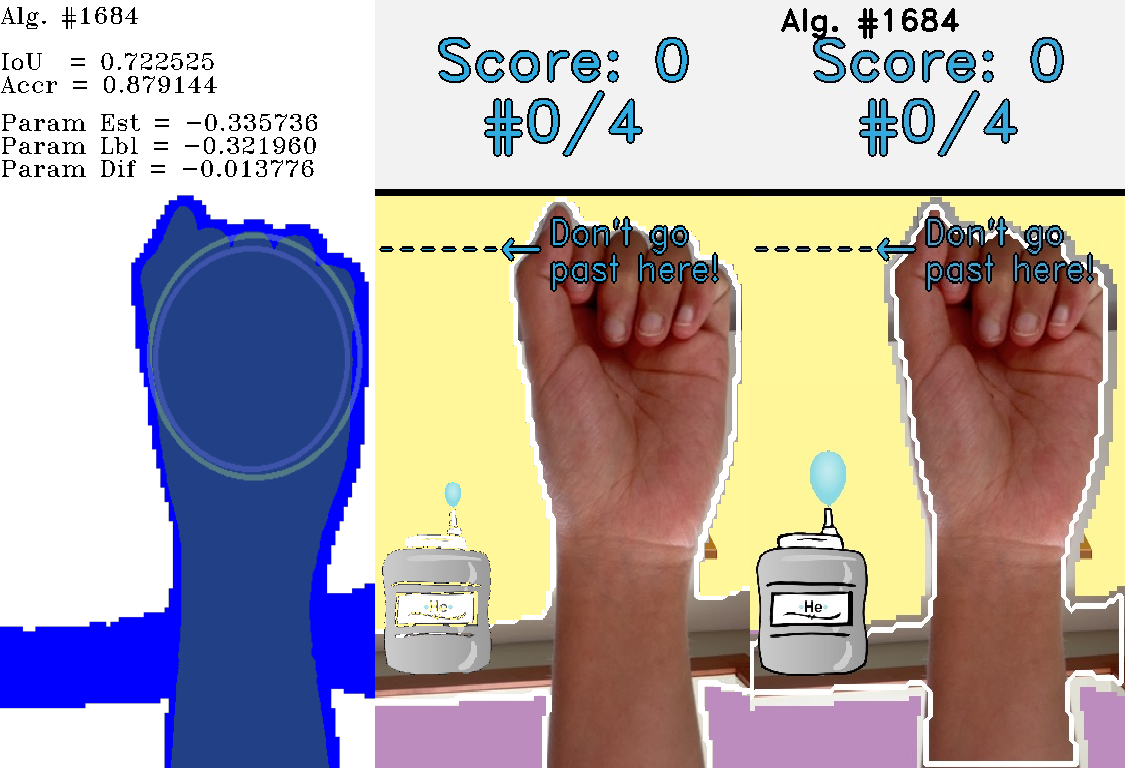 Alg. #1684
IoU = 0.722525
Accr = 0.879144
Param Est = -0.335736
Param Lbl = -0.321960
Param Dif = -0.013776
Score: 0
#0/4
Don't go
past here!
He
Alg. #1684
Score: 0
#0/4
Don't go
past here!
He